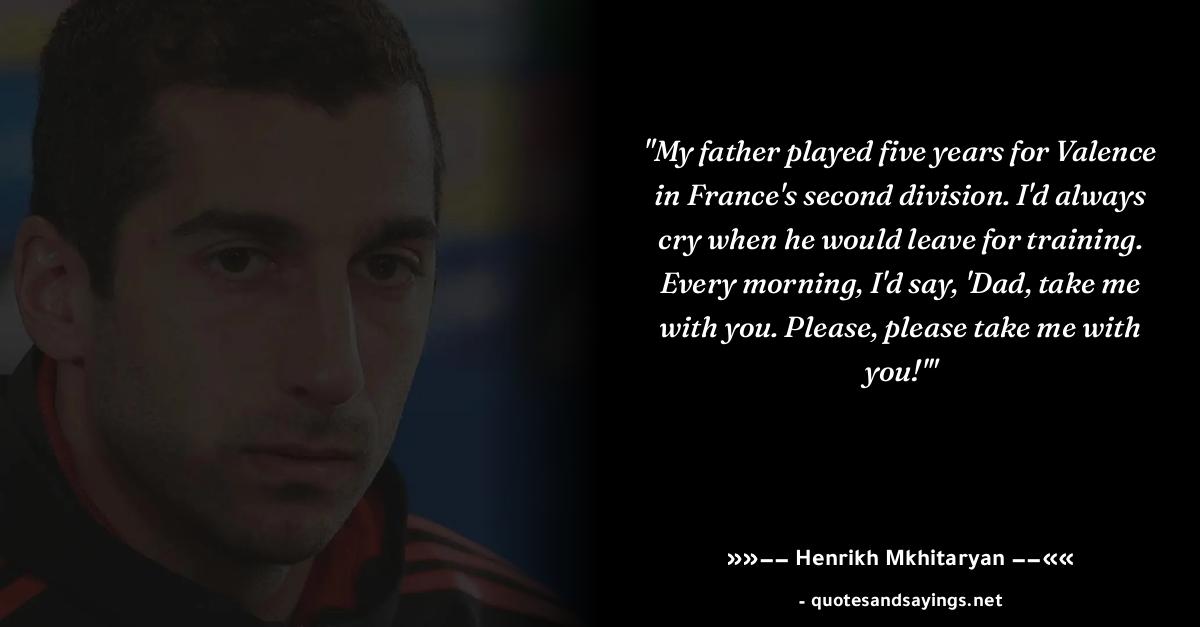 "My father played five years for Valence
in France's second division. I'd always
cry when he would leave for training.
Every morning, I'd say, 'Dad, take me
with you. Please, please take me with
you!'"
»»–– Henrikh Mkhitaryan ––««
- quotesandsayings.net